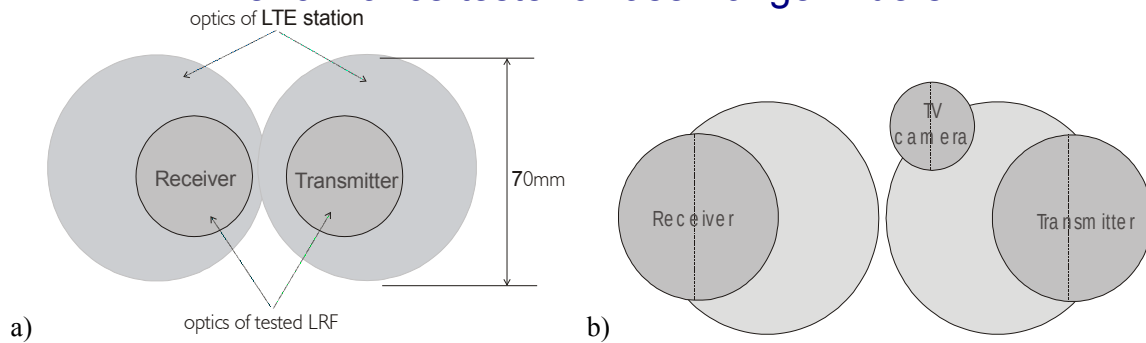 optics of LTE station
Receiver
Transmitter
70mm
optics of tested LRF
a)
TV
camera
Receiver
Transmitter
b)